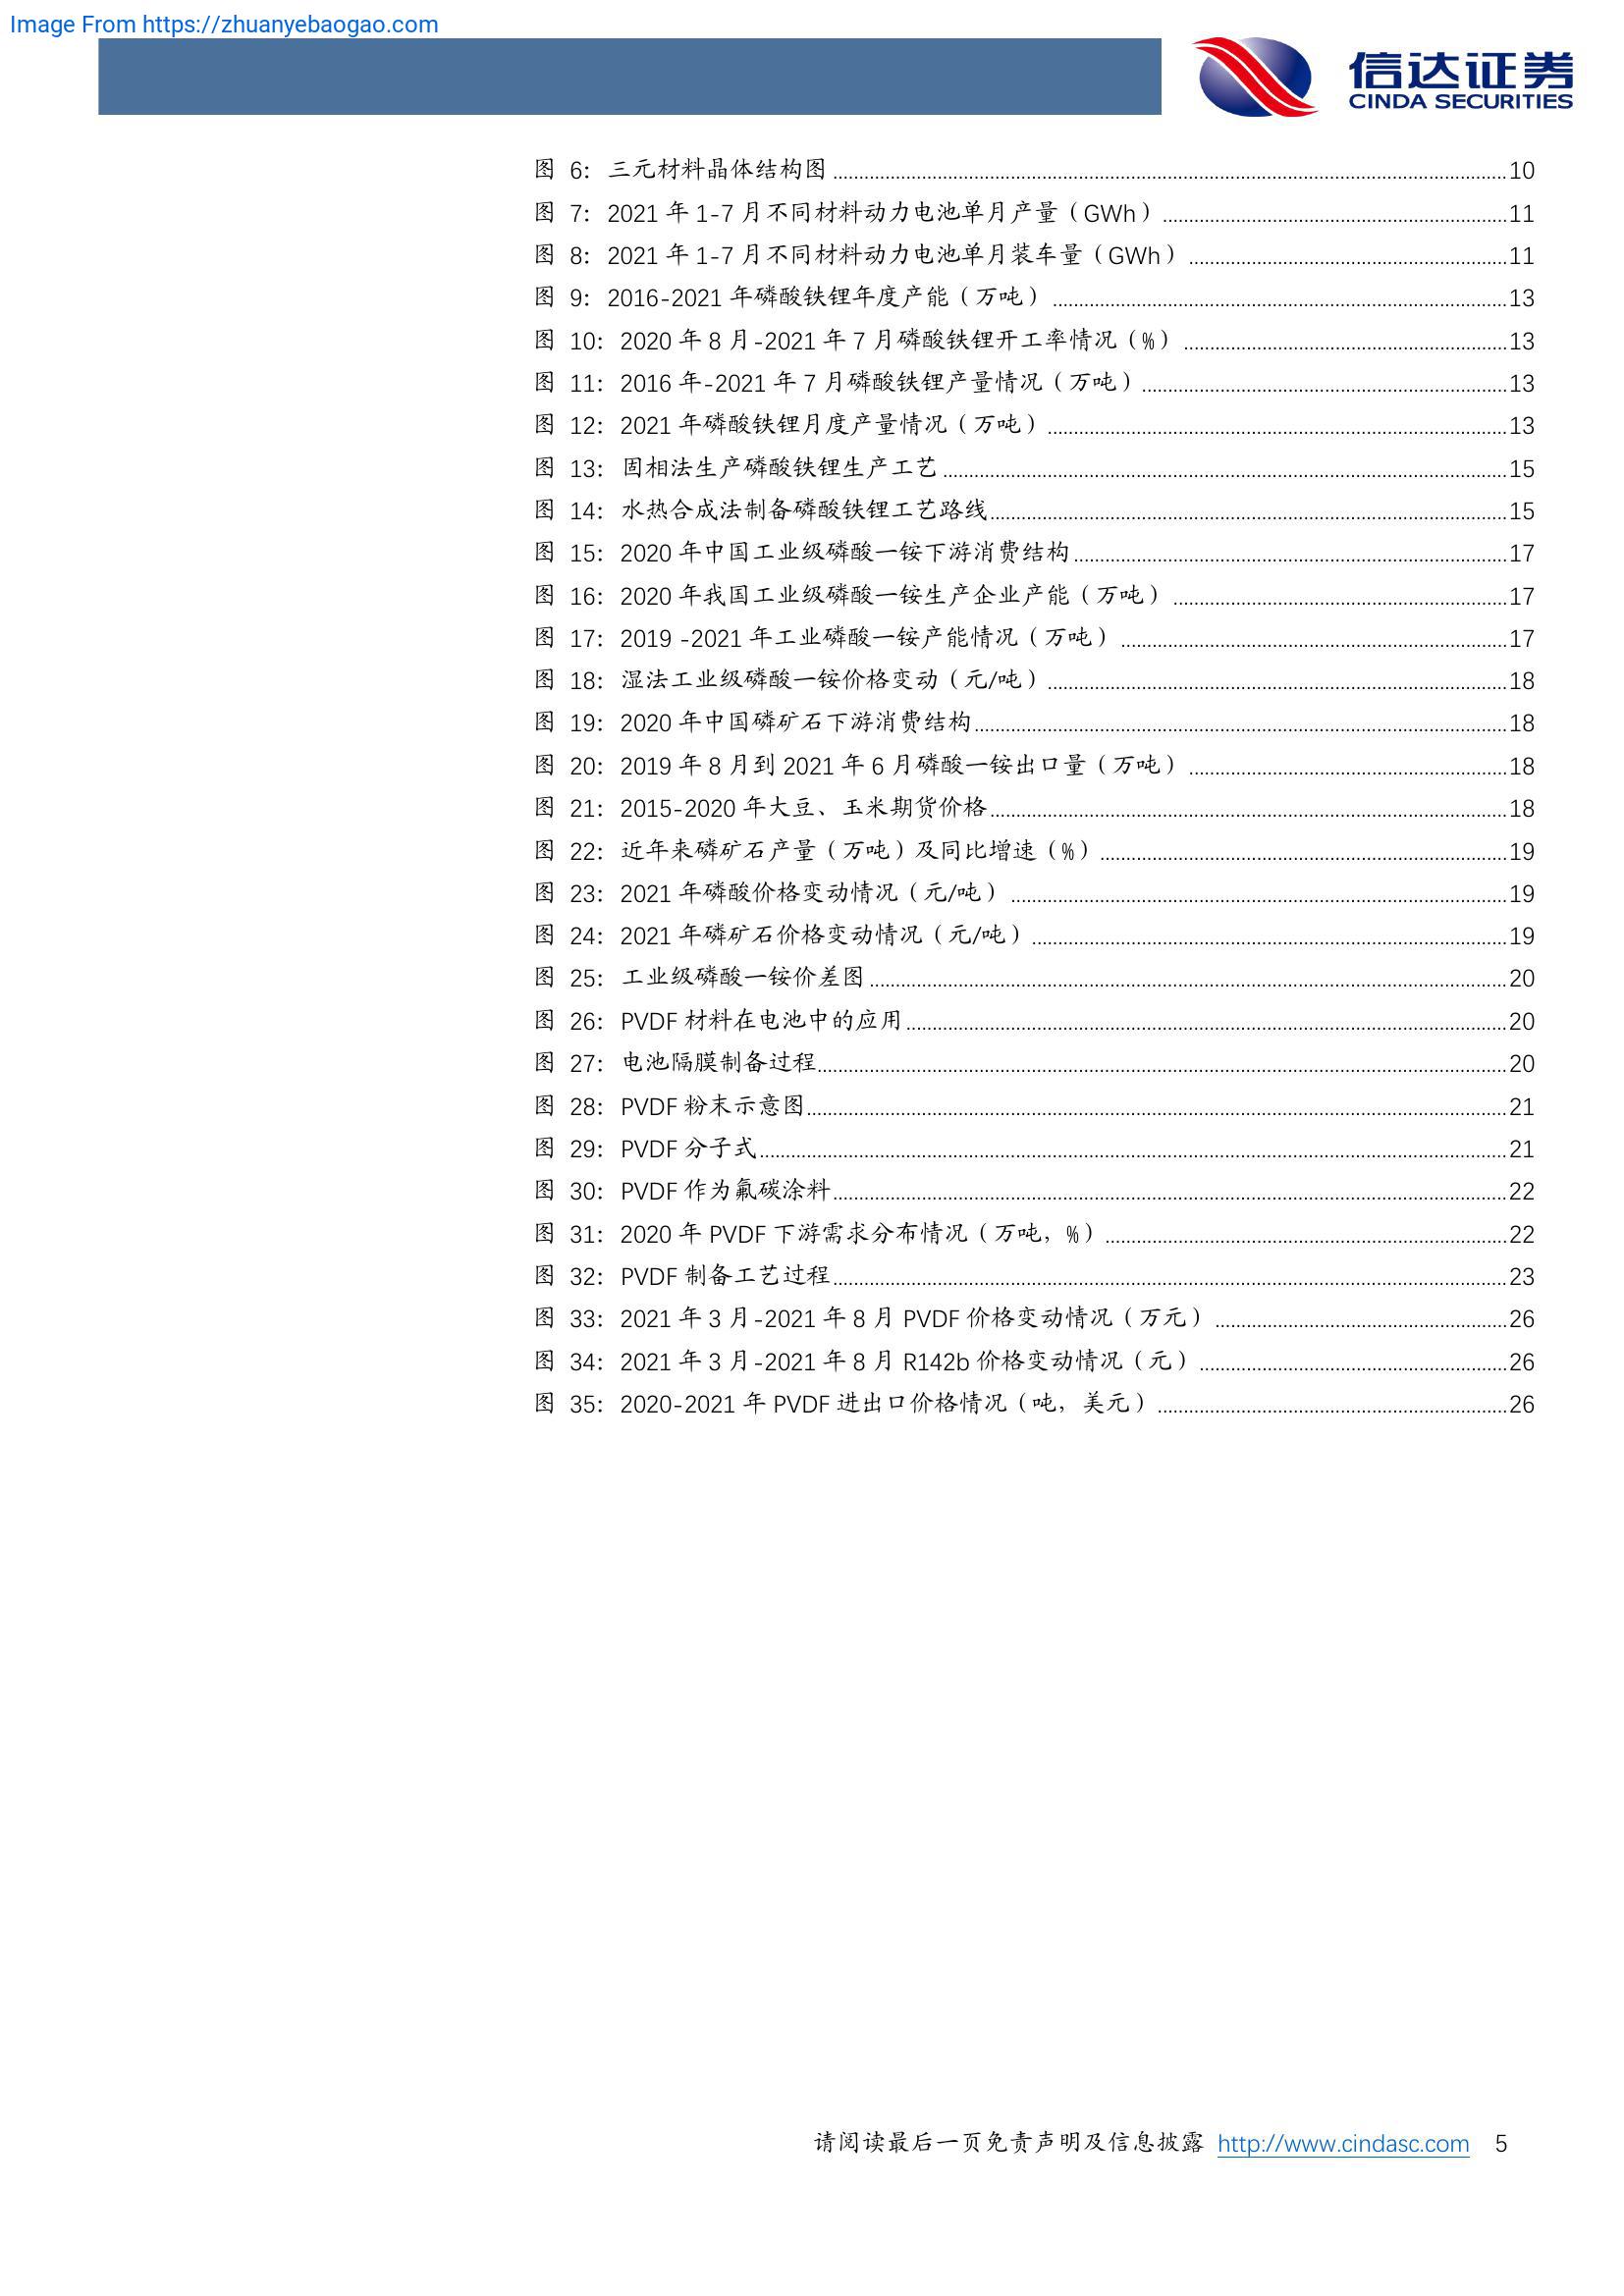 Image From https://zhuanyebaogao.com
信达证券
CINDA SECURITIES
图 6: 三元材料晶体结构图 10
图 7: 2021 年 1-7 月不同材料动力电池单月产量（GWh） 11
图 8: 2021 年 1-7 月不同材料动力电池单月装车量（GWh） 11
图 9: 2016-2021 年磷酸铁锂年度产能（万吨） 13
图 10: 2020 年 8 月-2021 年 7 月磷酸铁锂开工率情况（%） 13
图 11: 2016 年-2021 年 7 月磷酸铁锂产量情况（万吨） 13
图 12: 2021 年磷酸铁锂月度产量情况（万吨） 13
图 13: 固相法生产磷酸铁锂生产工艺 15
图 14: 水热合成法制备磷酸铁锂工艺路线 15
图 15: 2020 年中国工业级磷酸一铵下游消费结构 17
图 16: 2020 年我国工业级磷酸一铵生产企业产能（万吨） 17
图 17: 2019 -2021 年工业磷酸一铵产能情况（万吨） 17
图 18: 湿法工业级磷酸一铵价格变动（元/吨） 18
图 19: 2020 年中国磷矿石下游消费结构 18
图 20: 2019 年 8 月到 2021 年 6 月磷酸一铵出口量（万吨） 18
图 21: 2015-2020 年大豆、玉米期货价格 18
图 22: 近年来磷矿石产量（万吨）及同比增速（%） 19
图 23: 2021 年磷酸价格变动情况（元/吨） 19
图 24: 2021 年磷矿石价格变动情况（元/吨） 19
图 25: 工业级磷酸一铵价差图 20
图 26: PVDF 材料在电池中的应用 20
图 27: 电池隔膜制备过程 20
图 28: PVDF 粉末示意图 21
图 29: PVDF 分子式 21
图 30: PVDF 作为氟碳涂料 22
图 31: 2020 年 PVDF 下游需求分布情况（万吨，%） 22
图 32: PVDF 制备工艺过程 23
图 33: 2021 年 3 月-2021 年 8 月 PVDF 价格变动情况（万元） 26
图 34: 2021 年 3 月-2021 年 8 月 R142b 价格变动情况（元） 26
图 35: 2020-2021 年 PVDF 进出口价格情况（吨，美元） 26
请阅读最后一页免责声明及信息披露 http://www.cindasc.com 5